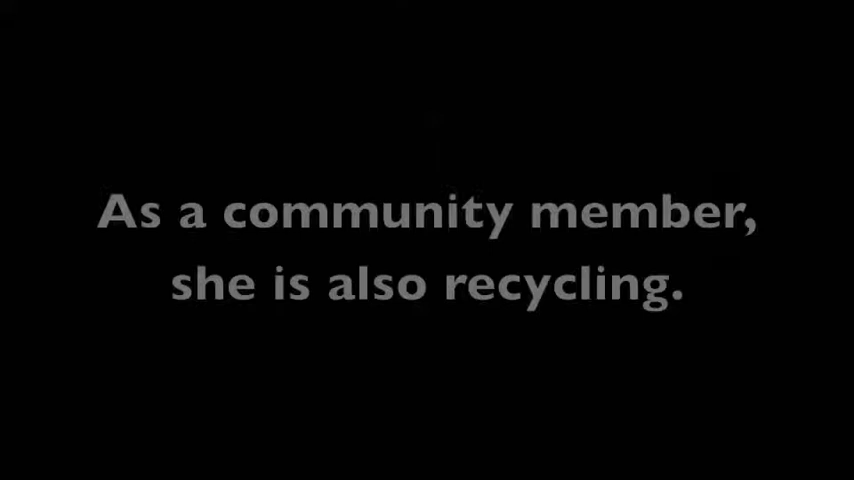 As a community member,
she is also recycling.